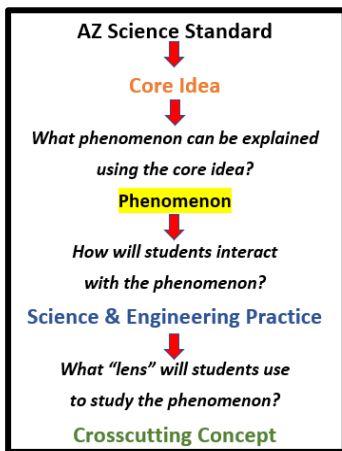 AZ Science Standard
Core Idea
What phenomenon can be explained
using the core idea?
Phenomenon
How will students interact
with the phenomenon?
Science & Engineering Practice
What “lens” will students use
to study the phenomenon?
Crosscutting Concept